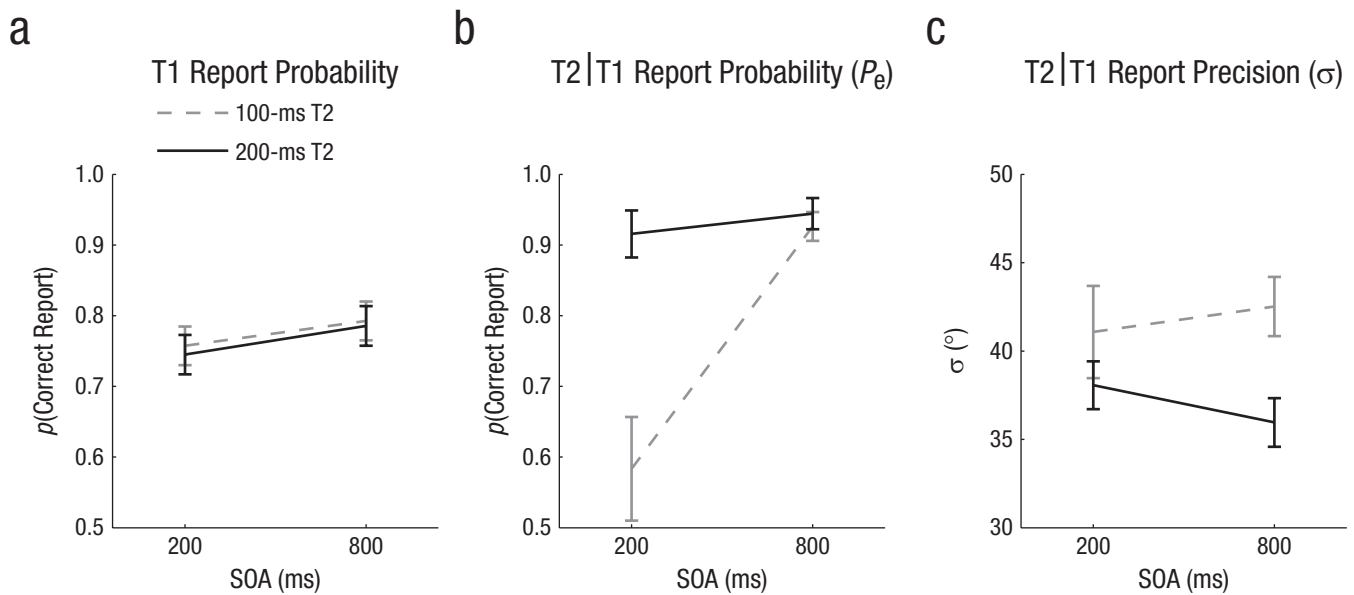 a
T1 Report Probability
100-ms T2
200-ms T2
1.0
0.9
0.8
0.7
0.6
0.5
p(Correct Report)
200
800
SOA (ms)
b
T2|T1 Report Probability (Pe)
1.0
0.9
0.8
0.7
0.6
0.5
p(Correct Report)
200
800
SOA (ms)
c
T2|T1 Report Precision (σ)
50
45
40
35
30
σ (°)
200
800
SOA (ms)